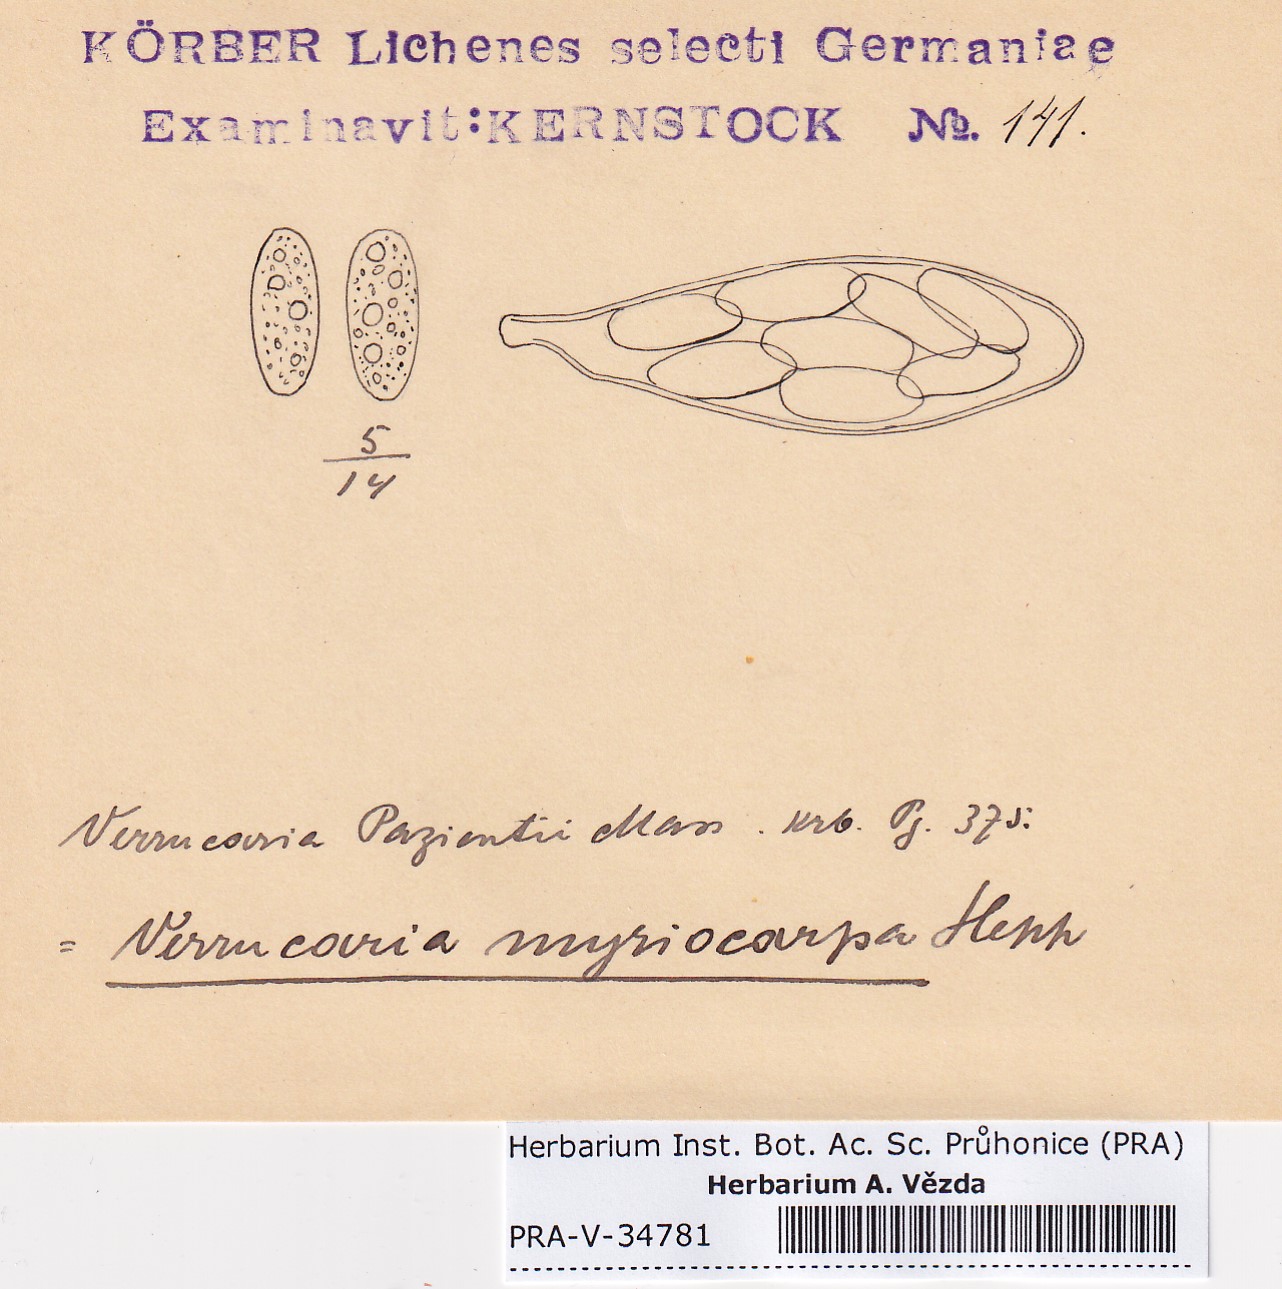 KÖRBER Lichenes selecti Germaniae
Examinavit: KERNSTOCK No. 141.
5
14
Verrucaria Pazientii Mass. Krb. Pg. 375.
= Verrucaria myriocarpa Hepp
Herbarium Inst. Bot. Ac. Sc. Průhonice (PRA)
Herbarium A. Vězda
PRA-V-34781